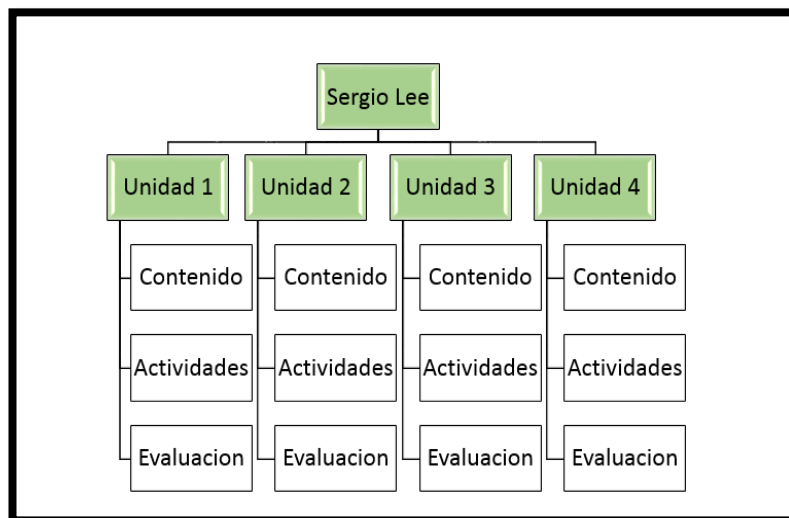 Sergio Lee
Unidad 1
Unidad 2
Unidad 3
Unidad 4
Contenido
Contenido
Contenido
Contenido
Actividades
Actividades
Actividades
Actividades
Evaluacion
Evaluacion
Evaluacion
Evaluacion